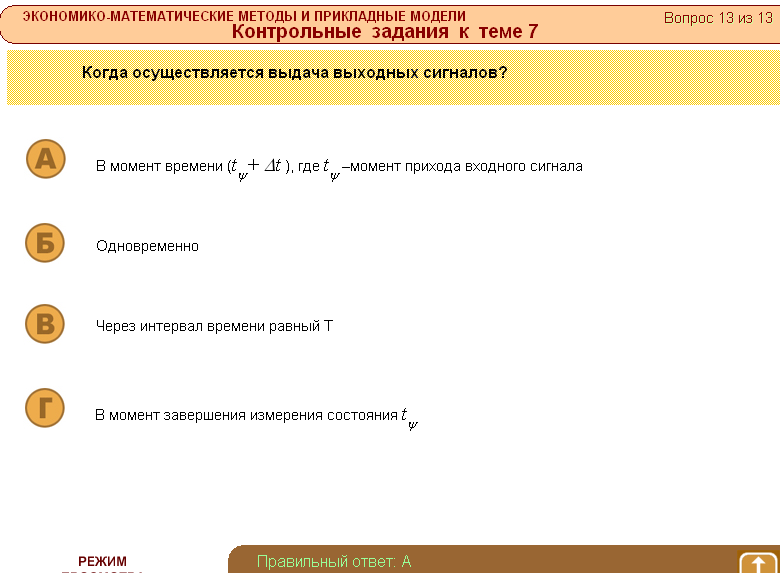 ЭКОНОМИКО-МАТЕМАТИЧЕСКИЕ МЕТОДЫ И ПРИКЛАДНЫЕ МОДЕЛИ
Вопрос 13 из 13
Контрольные задания к теме 7
Когда осуществляется выдача выходных сигналов?
А
В момент времени (tψ + Δt ), где tψ –момент прихода входного сигнала
Б
Одновременно
В
Через интервал времени равный Т
Г
В момент завершения измерения состояния tψ
РЕЖИМ
Правильный ответ: А